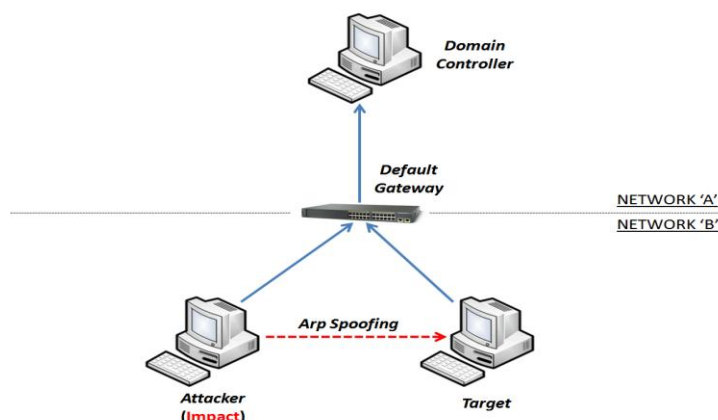 Domain
Controller
Default
Gateway
NETWORK 'A'
NETWORK 'B'
Arp Spoofing
Attacker
(Impact)
Target